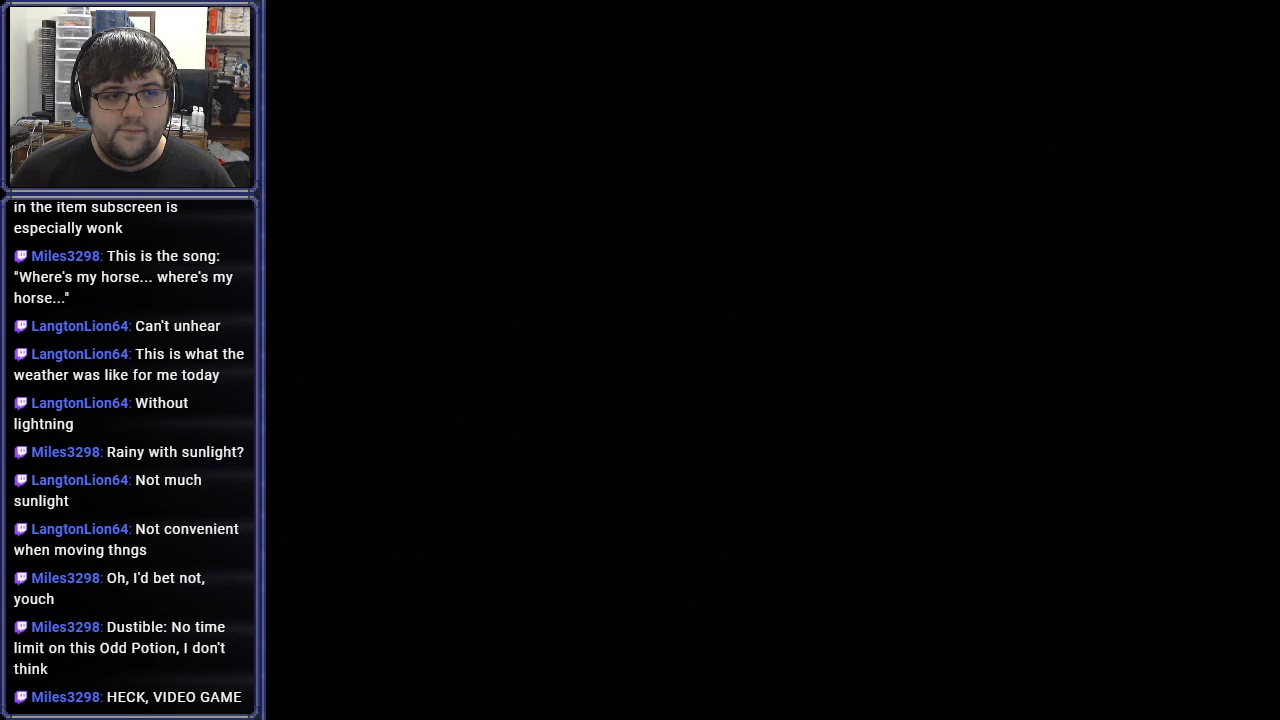 in the item subscreen is
especially wonk
Miles3298: This is the song:
"Where's my horse... where's my
horse..."
LangtonLion64: Can't unhear
LangtonLion64: This is what the
weather was like for me today
LangtonLion64: Without
lightning
Miles3298: Rainy with sunlight?
LangtonLion64: Not much
sunlight
LangtonLion64: Not convenient
when moving thngs
Miles3298: Oh, I'd bet not,
youch
Miles3298: Dustible: No time
limit on this Odd Potion, I don't
think
Miles3298: HECK, VIDEO GAME